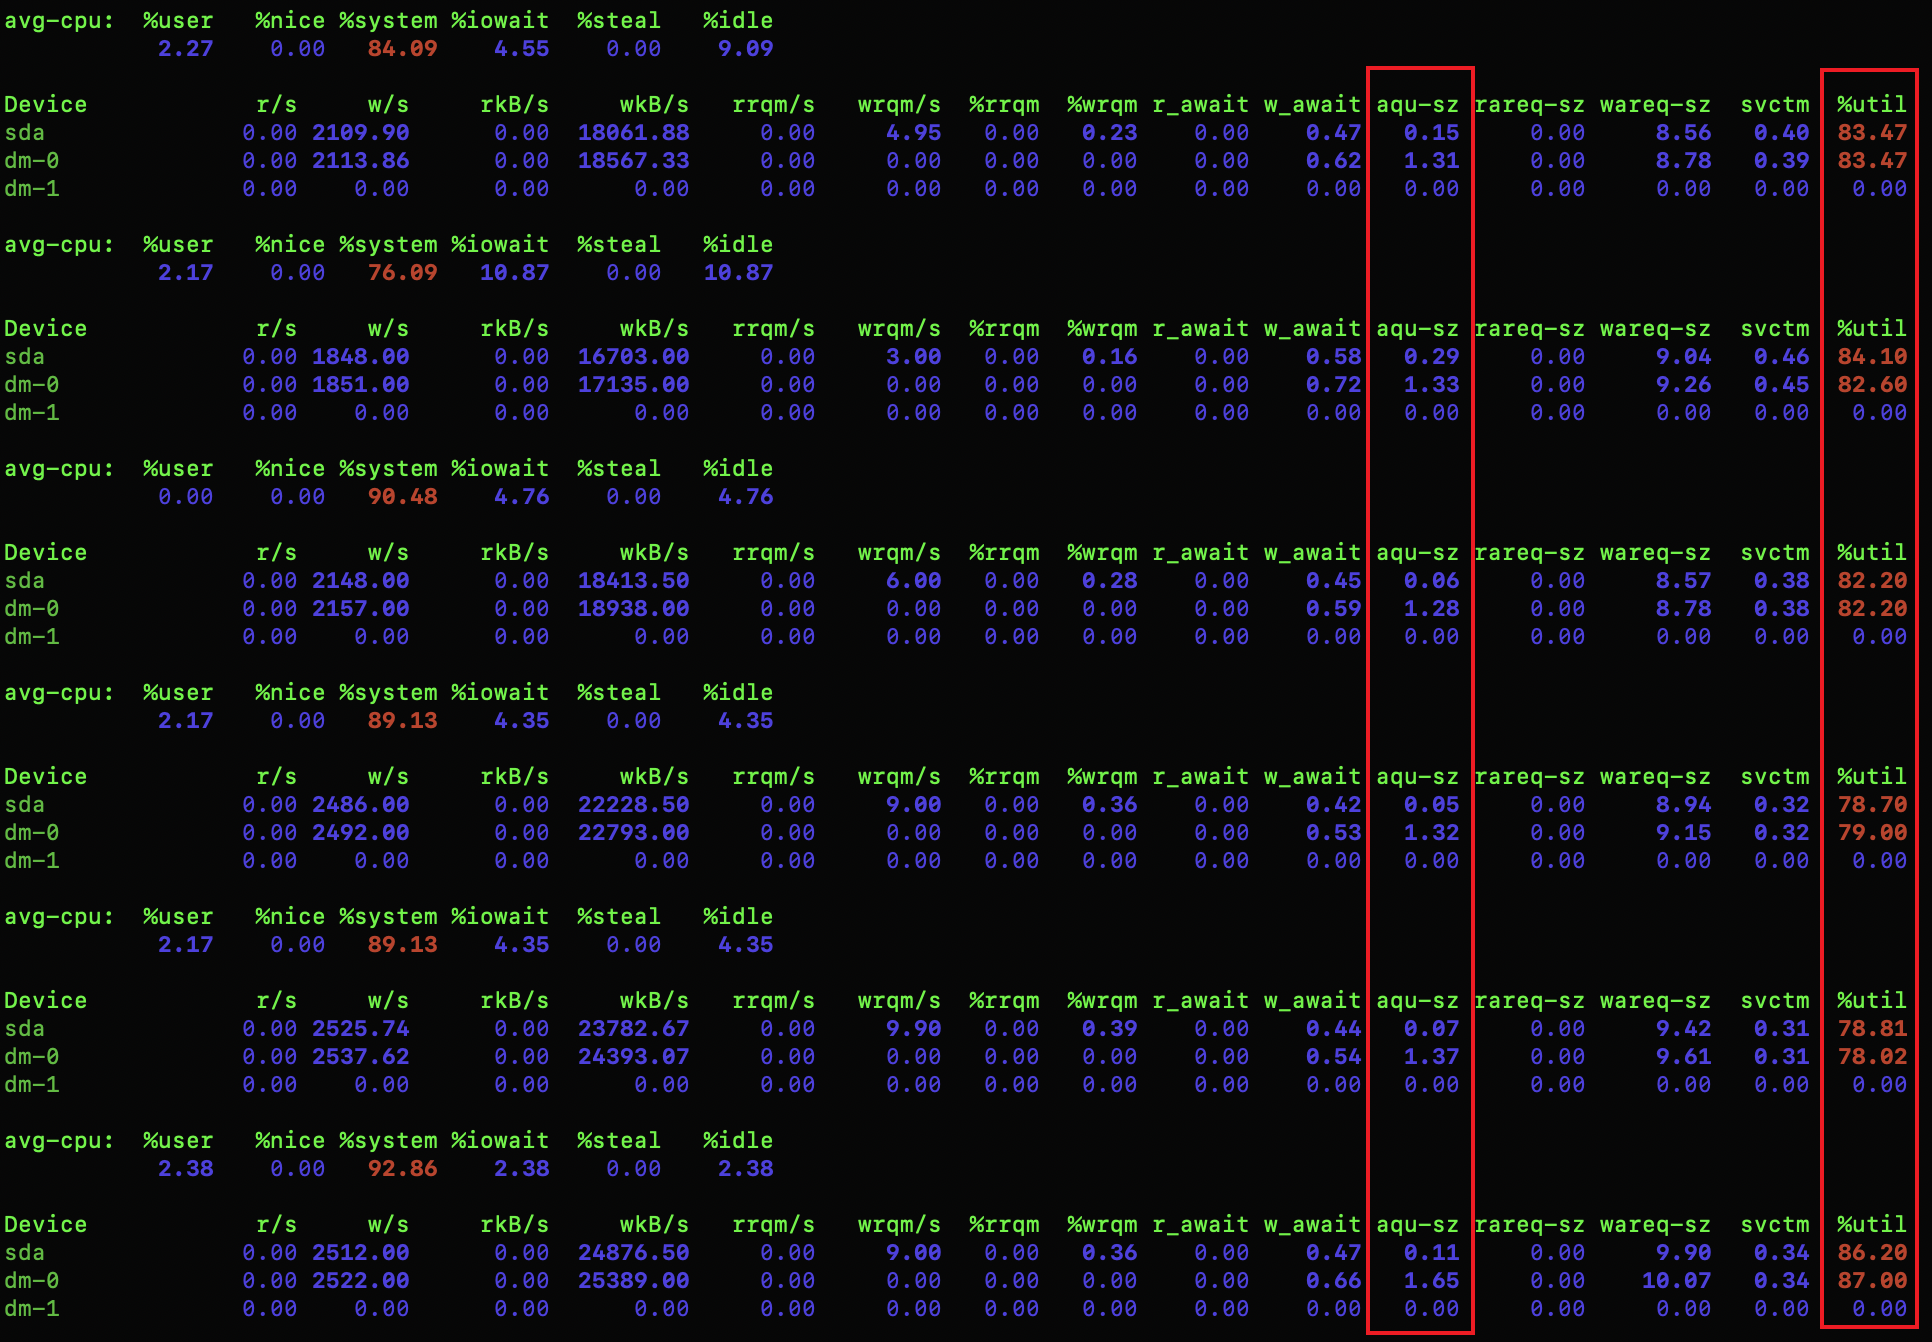 avg-cpu:  %user   %nice %system %iowait  %steal   %idle
           2.27    0.00   84.09    4.55    0.00    9.09
Device            r/s     w/s     rkB/s     wkB/s   rrqm/s   wrqm/s  %rrqm  %wrqm r_await w_await aqu-sz rareq-sz wareq-sz  svctm  %util
sda              0.00 2109.90      0.00  18061.88     0.00     4.95   0.00   0.23    0.00    0.47   0.15     0.00     8.56   0.40  83.47
dm-0             0.00 2113.86      0.00  18567.33     0.00     0.00   0.00   0.00    0.00    0.62   1.31     0.00     8.78   0.39  83.47
dm-1             0.00    0.00      0.00      0.00     0.00     0.00   0.00   0.00    0.00    0.00   0.00     0.00     0.00   0.00   0.00
avg-cpu:  %user   %nice %system %iowait  %steal   %idle
           2.17    0.00   76.09   10.87    0.00   10.87
Device            r/s     w/s     rkB/s     wkB/s   rrqm/s   wrqm/s  %rrqm  %wrqm r_await w_await aqu-sz rareq-sz wareq-sz  svctm  %util
sda              0.00 1848.00      0.00  16703.00     0.00     3.00   0.00   0.16    0.00    0.58   0.29     0.00     9.04   0.46  84.10
dm-0             0.00 1851.00      0.00  17135.00     0.00     0.00   0.00   0.00    0.00    0.72   1.33     0.00     9.26   0.45  82.60
dm-1             0.00    0.00      0.00      0.00     0.00     0.00   0.00   0.00    0.00    0.00   0.00     0.00     0.00   0.00   0.00
avg-cpu:  %user   %nice %system %iowait  %steal   %idle
           0.00    0.00   90.48    4.76    0.00    4.76
Device            r/s     w/s     rkB/s     wkB/s   rrqm/s   wrqm/s  %rrqm  %wrqm r_await w_await aqu-sz rareq-sz wareq-sz  svctm  %util
sda              0.00 2148.00      0.00  18413.50     0.00     6.00   0.00   0.28    0.00    0.45   0.06     0.00     8.57   0.38  82.20
dm-0             0.00 2157.00      0.00  18938.00     0.00     0.00   0.00   0.00    0.00    0.59   1.28     0.00     8.78   0.38  82.20
dm-1             0.00    0.00      0.00      0.00     0.00     0.00   0.00   0.00    0.00    0.00   0.00     0.00     0.00   0.00   0.00
avg-cpu:  %user   %nice %system %iowait  %steal   %idle
           2.17    0.00   89.13    4.35    0.00    4.35
Device            r/s     w/s     rkB/s     wkB/s   rrqm/s   wrqm/s  %rrqm  %wrqm r_await w_await aqu-sz rareq-sz wareq-sz  svctm  %util
sda              0.00 2486.00      0.00  22228.50     0.00     9.00   0.00   0.36    0.00    0.42   0.05     0.00     8.94   0.32  78.70
dm-0             0.00 2492.00      0.00  22793.00     0.00     0.00   0.00   0.00    0.00    0.53   1.32     0.00     9.15   0.32  79.00
dm-1             0.00    0.00      0.00      0.00     0.00     0.00   0.00   0.00    0.00    0.00   0.00     0.00     0.00   0.00   0.00
avg-cpu:  %user   %nice %system %iowait  %steal   %idle
           2.17    0.00   89.13    4.35    0.00    4.35
Device            r/s     w/s     rkB/s     wkB/s   rrqm/s   wrqm/s  %rrqm  %wrqm r_await w_await aqu-sz rareq-sz wareq-sz  svctm  %util
sda              0.00 2525.74      0.00  23782.67     0.00     9.90   0.00   0.39    0.00    0.44   0.07     0.00     9.42   0.31  78.81
dm-0             0.00 2537.62      0.00  24393.07     0.00     0.00   0.00   0.00    0.00    0.54   1.37     0.00     9.61   0.31  78.02
dm-1             0.00    0.00      0.00      0.00     0.00     0.00   0.00   0.00    0.00    0.00   0.00     0.00     0.00   0.00   0.00
avg-cpu:  %user   %nice %system %iowait  %steal   %idle
           2.38    0.00   92.86    2.38    0.00    2.38
Device            r/s     w/s     rkB/s     wkB/s   rrqm/s   wrqm/s  %rrqm  %wrqm r_await w_await aqu-sz rareq-sz wareq-sz  svctm  %util
sda              0.00 2512.00      0.00  24876.50     0.00     9.00   0.00   0.36    0.00    0.47   0.11     0.00     9.90   0.34  86.20
dm-0             0.00 2522.00      0.00  25389.00     0.00     0.00   0.00   0.00    0.00    0.66   1.65     0.00    10.07   0.34  87.00
dm-1             0.00    0.00      0.00      0.00     0.00     0.00   0.00   0.00    0.00    0.00   0.00     0.00     0.00   0.00   0.00